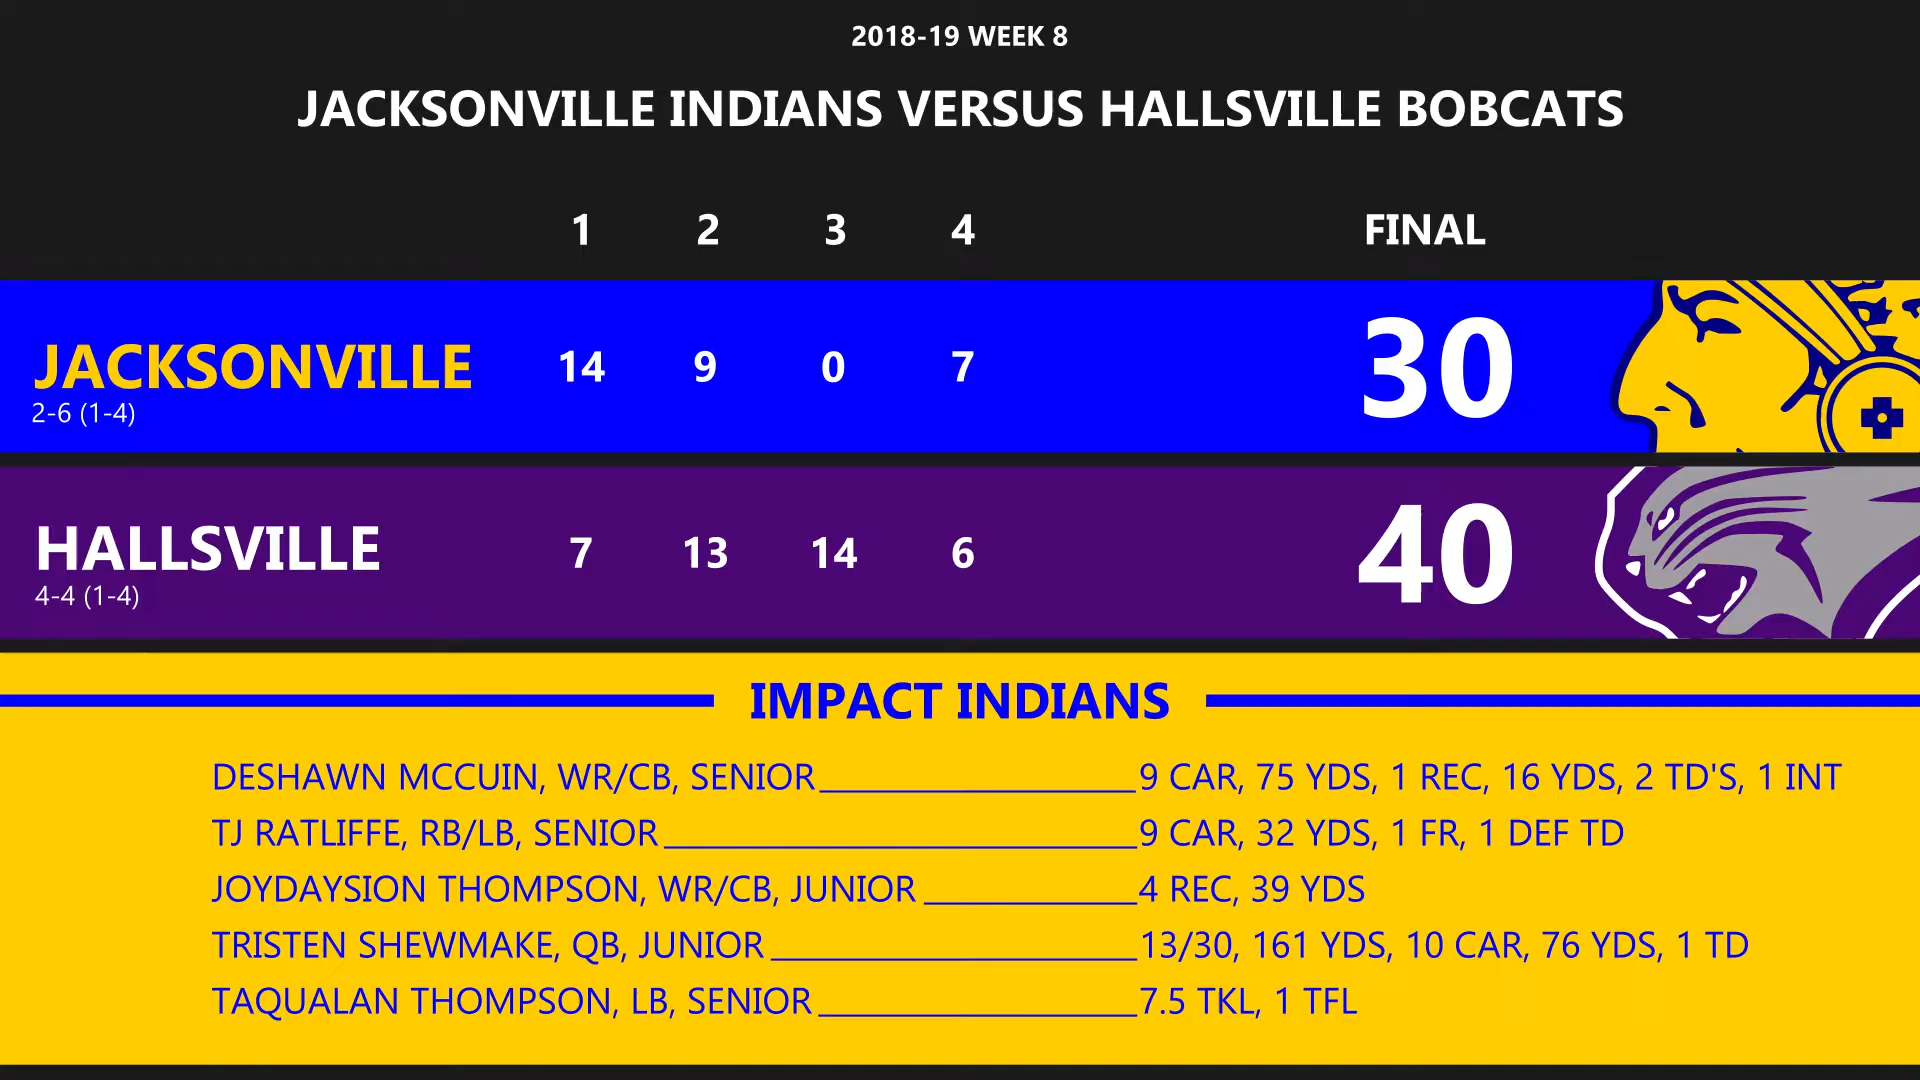 2018-19 WEEK 8
JACKSONVILLE INDIANS VERSUS HALLSVILLE BOBCATS
1 2 3 4 FINAL
JACKSONVILLE 14 9 0 7 30
2-6 (1-4)
HALLSVILLE 7 13 14 6 40
4-4 (1-4)
IMPACT INDIANS
DESHAWN MCCUIN, WR/CB, SENIOR 9 CAR, 75 YDS, 1 REC, 16 YDS, 2 TD'S, 1 INT
TJ RATLIFFE, RB/LB, SENIOR 9 CAR, 32 YDS, 1 FR, 1 DEF TD
JOYDAYSION THOMPSON, WR/CB, JUNIOR 4 REC, 39 YDS
TRISTEN SHEWMAKE, QB, JUNIOR 13/30, 161 YDS, 10 CAR, 76 YDS, 1 TD
TAQUALAN THOMPSON, LB, SENIOR 7.5 TKL, 1 TFL